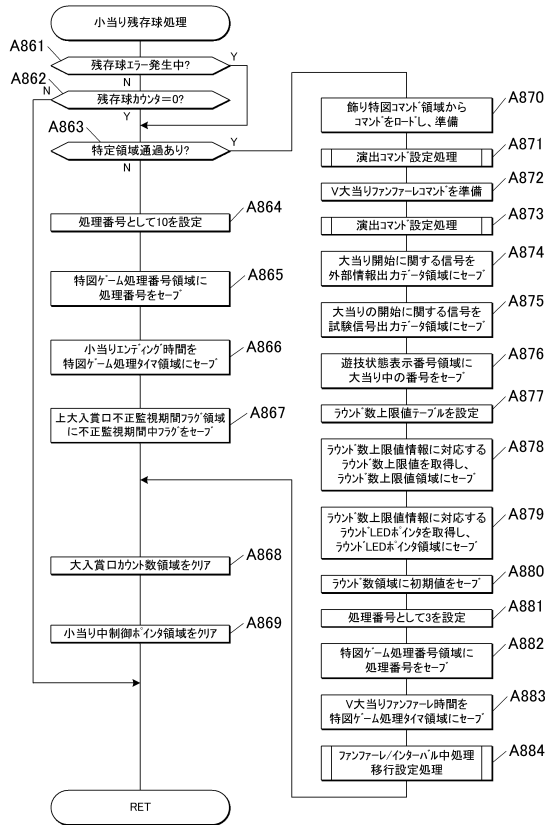 小当り残存球処理
A861
残存球エラー発生中?
Y
N
A862
N
残存球カウンタ=0?
Y
A863
特定領域通過あり?
Y
N
A864
処理番号として10を設定
A865
特図ゲーム処理番号領域に
処理番号をセーブ
A866
小当りエンディング時間を
特図ゲーム処理タイマ領域にセーブ
A867
上大入賞口不正監視期間フラグ領域
に不正監視期間中フラグをセーブ
A868
大入賞口カウント数領域をクリア
A869
小当り中制御ポインタ領域をクリア
RET
A870
飾り特図コマンド領域から
コマンドをロードし、準備
A871
演出コマンド設定処理
A872
V大当りファンファーレコマンドを準備
A873
演出コマンド設定処理
A874
大当り開始に関する信号を
外部情報出力データ領域にセーブ
A875
大当りの開始に関する信号を
試験信号出力データ領域にセーブ
A876
遊技状態表示番号領域に
大当り中の番号をセーブ
A877
ラウンド数上限値テーブルを設定
A878
ラウンド数上限値情報に対応する
ラウンド数上限値を取得し、
ラウンド数上限値領域にセーブ
A879
ラウンド数上限値情報に対応する
ラウンドLEDポインタを取得し、
ラウンドLEDポインタ領域にセーブ
A880
ラウンド数領域に初期値をセーブ
A881
処理番号として3を設定
A882
特図ゲーム処理番号領域に
処理番号をセーブ
A883
V大当りファンファーレ時間を
特図ゲーム処理タイマ領域にセーブ
A884
ファンファーレ/インターバル中処理
移行設定処理